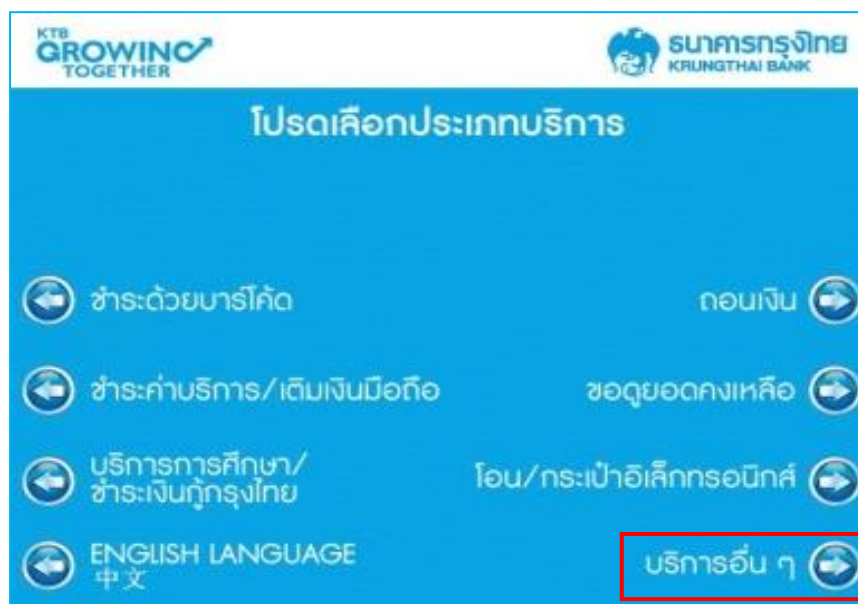 KTB
GROWING
TOGETHER
ธนาคารกรุงไทย
KRUNGTHAI BANK
โปรดเลือกประเภทบริการ
ชำระด้วยบาร์โค้ด
ถอนเงิน
ชำระค่าบริการ/เติมเงินมือถือ
ขอดูยอดคงเหลือ
บริการการศึกษา/
ชำระเงินกู้กรุงไทย
โอน/กระเป๋าอิเล็กทรอนิกส์
ENGLISH LANGUAGE
中文
บริการอื่น ๆ